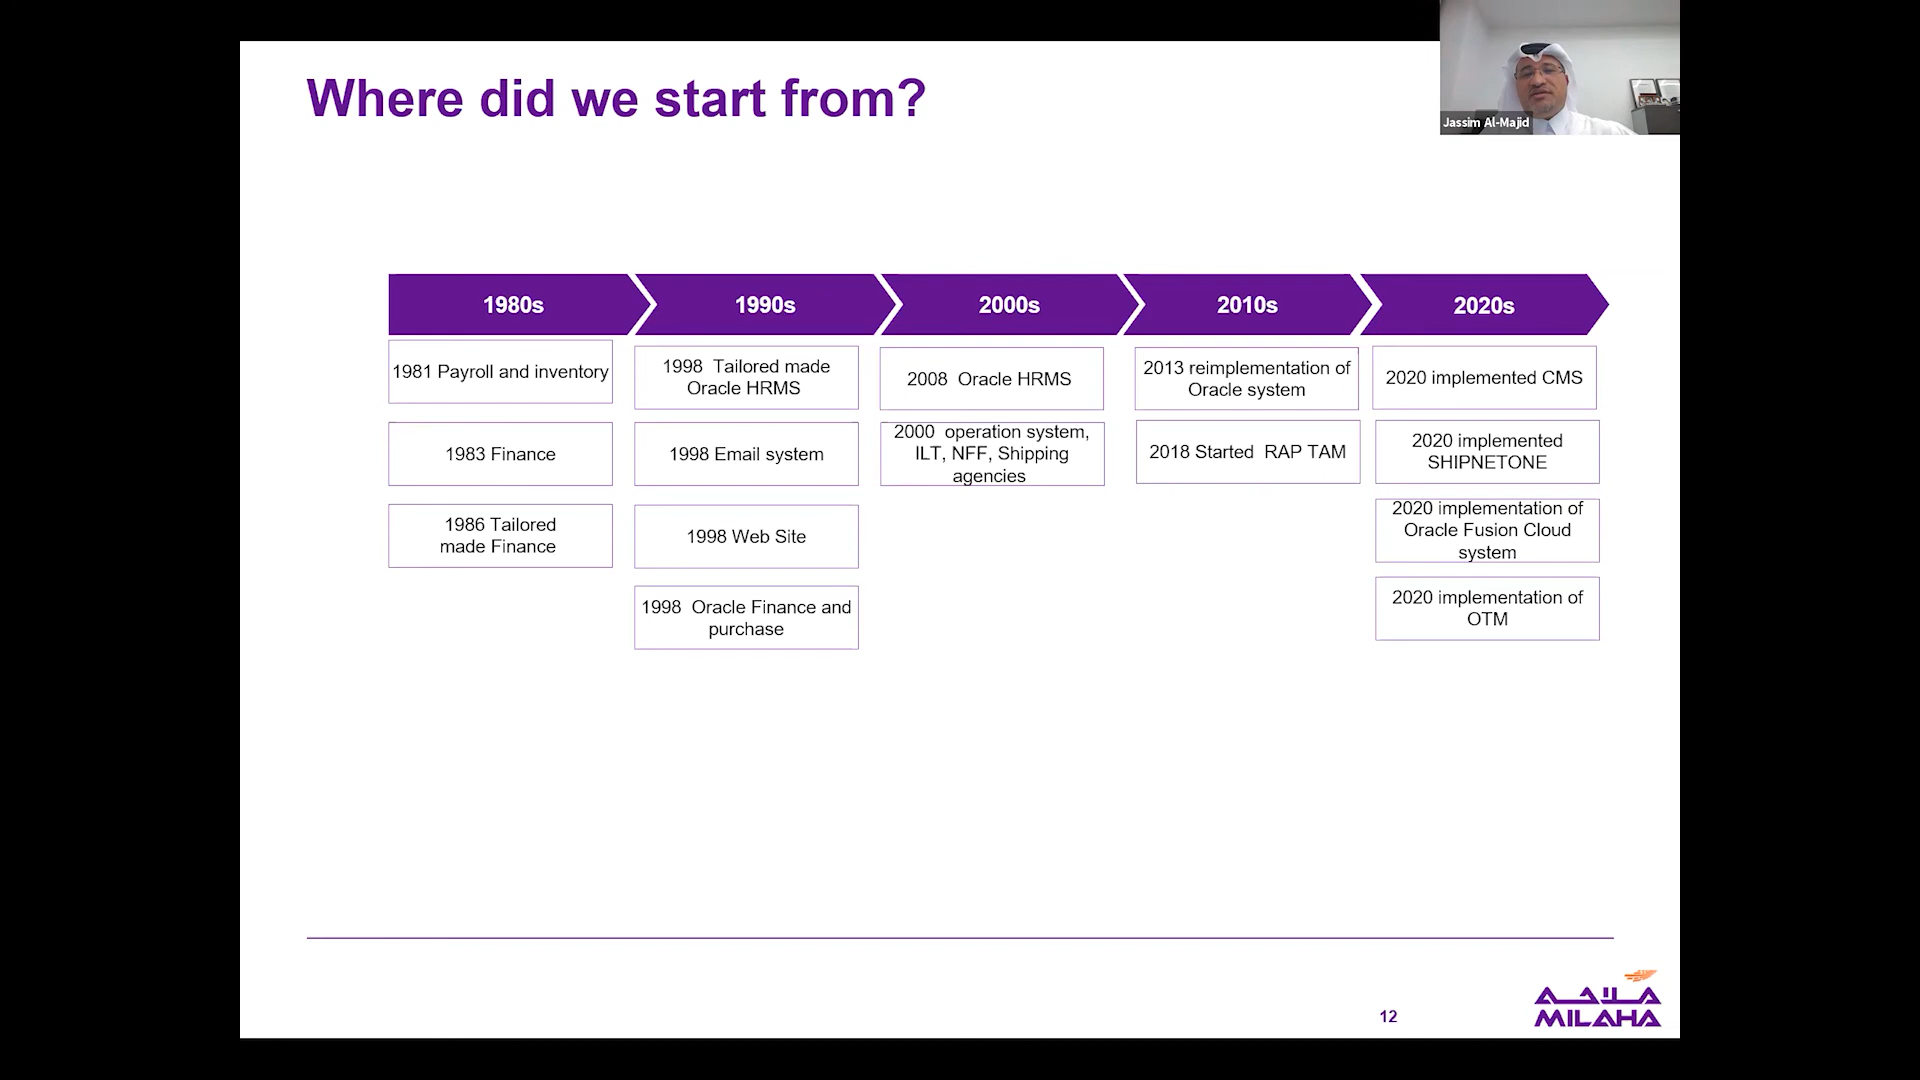 Where did we start from?
Jassim Al-Majid
1980s
1990s
2000s
2010s
2020s
1981 Payroll and inventory
1983 Finance
1986 Tailored
made Finance
1998 Tailored made
Oracle HRMS
1998 Email system
1998 Web Site
1998 Oracle Finance and
purchase
2008 Oracle HRMS
2000 operation system,
ILT, NFF, Shipping
agencies
2013 reimplementation of
Oracle system
2018 Started RAP TAM
2020 implemented CMS
2020 implemented
SHIPNETONE
2020 implementation of
Oracle Fusion Cloud
system
2020 implementation of
OTM
12
ملاحة
MILAHA